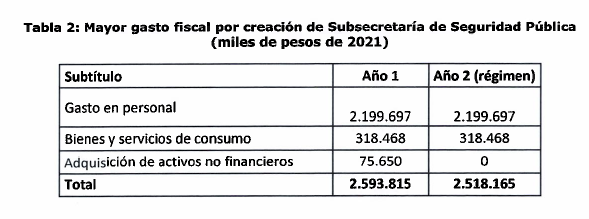 Tabla 2: Mayor gasto fiscal por creación de Subsecretaría de Seguridad Pública
(miles de pesos de 2021)
Subtítulo Año 1 Año 2 (régimen)
Gasto en personal 2.199.697 2.199.697
Bienes y servicios de consumo 318.468 318.468
Adquisición de activos no financieros 75.650 0
Total 2.593.815 2.518.165